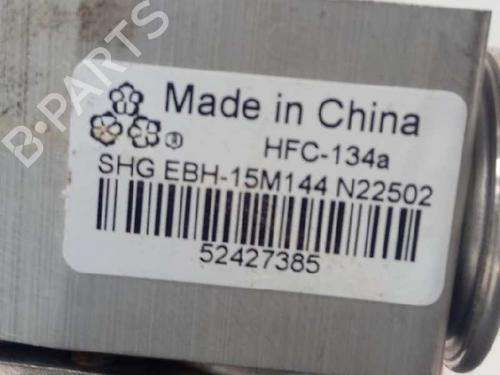 B-PARTS
Made in China
HFC-134a
SHG EBH-15M144 N22502
52427385